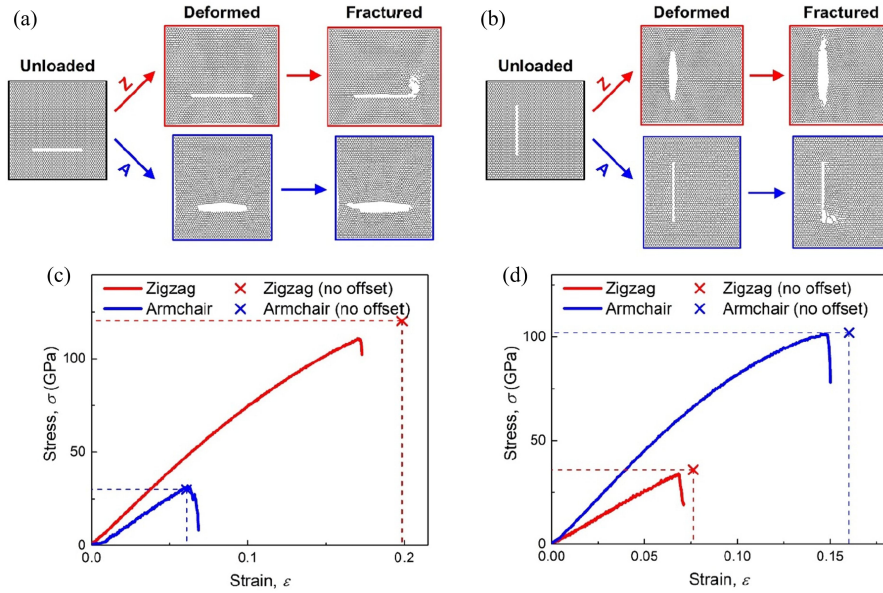 (a)
Deformed
Fractured
Unloaded
Z
A
(b)
Deformed
Fractured
Unloaded
Z
A
(c)
Zigzag
Zigzag (no offset)
Armchair
Armchair (no offset)
100
50
0
Stress, σ (GPa)
0.0
0.1
0.2
Strain, ε
(d)
Zigzag
Zigzag (no offset)
Armchair
Armchair (no offset)
100
50
0
Stress, σ (GPa)
0.00
0.05
0.10
0.15
Strain, ε